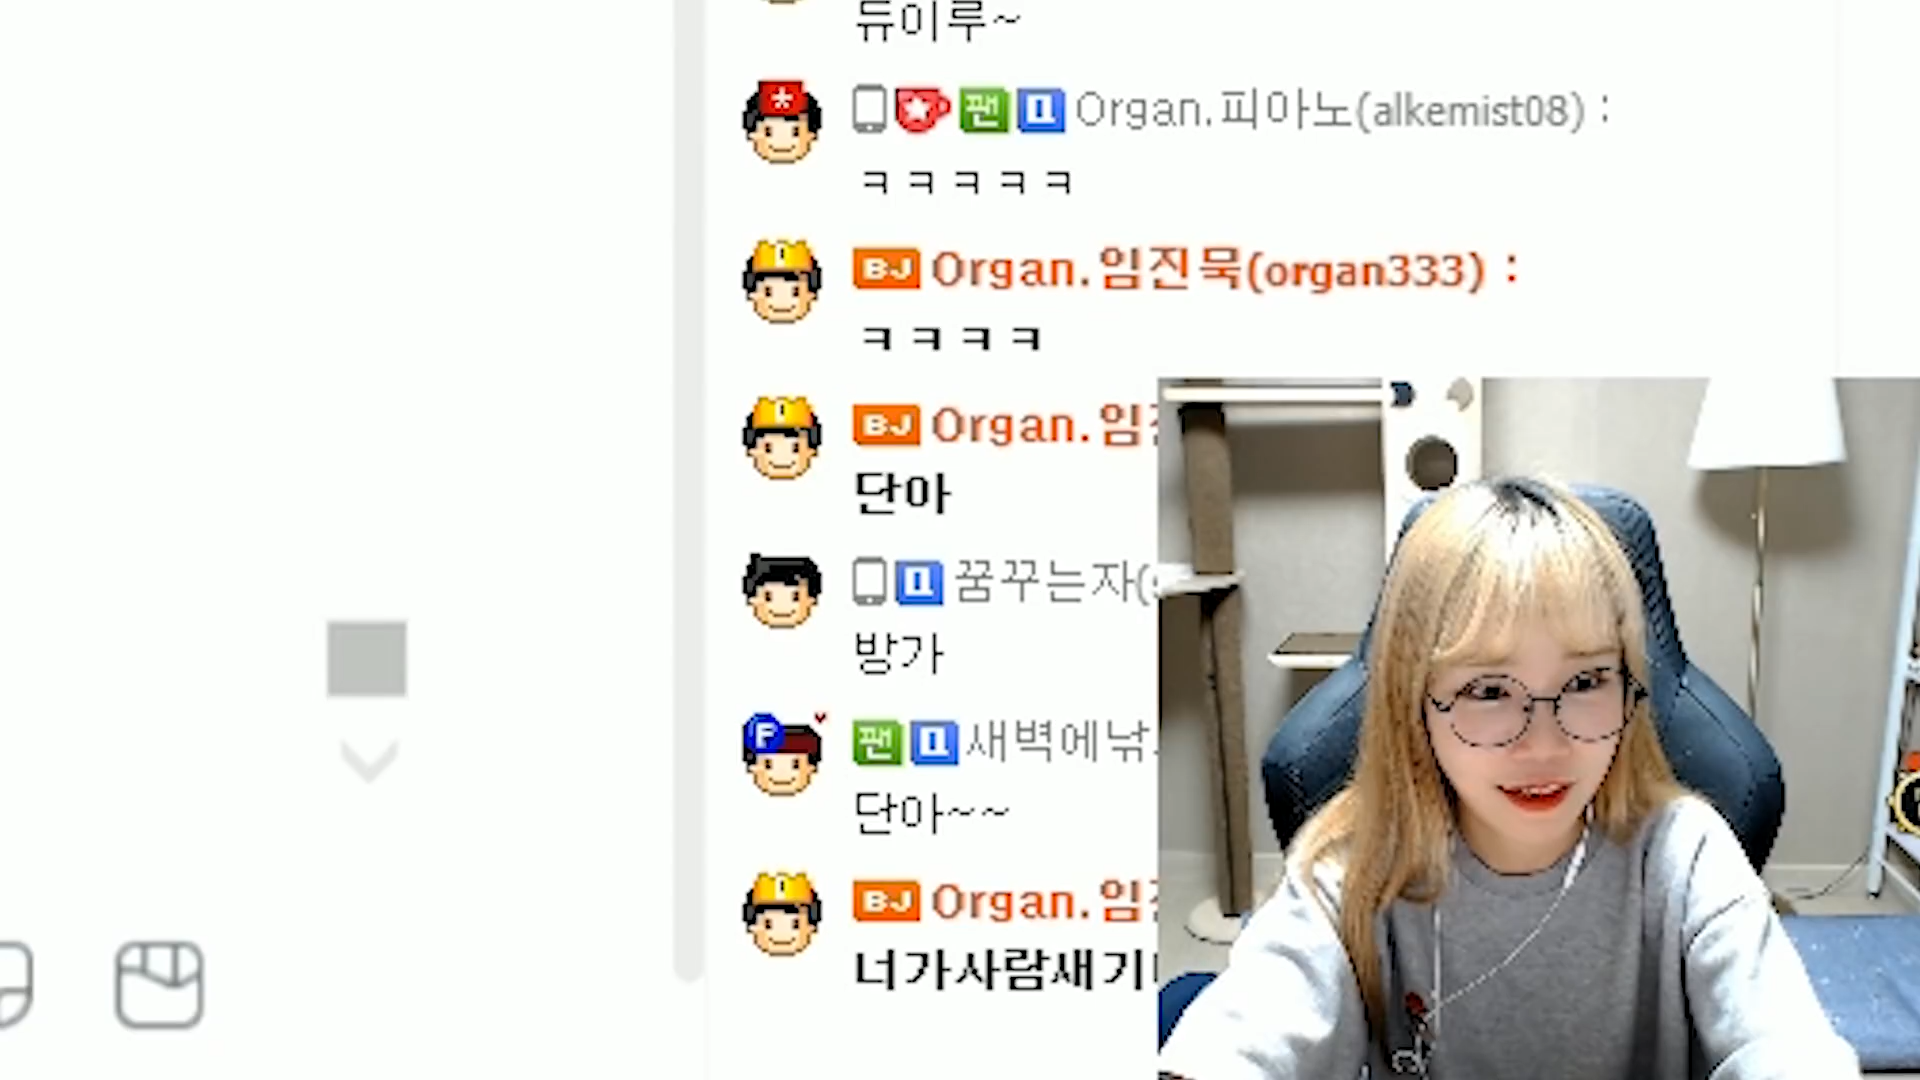 듀이루~
팬 Organ.피아노(alkemist08) :
ㅋㅋㅋㅋㅋ
BJ Organ.임진묵(organ333) :
ㅋㅋㅋㅋ
BJ Organ.임
단아
꿈꾸는자(
방가
팬 새벽에낚
단아~~
BJ Organ.임
너가사람새기